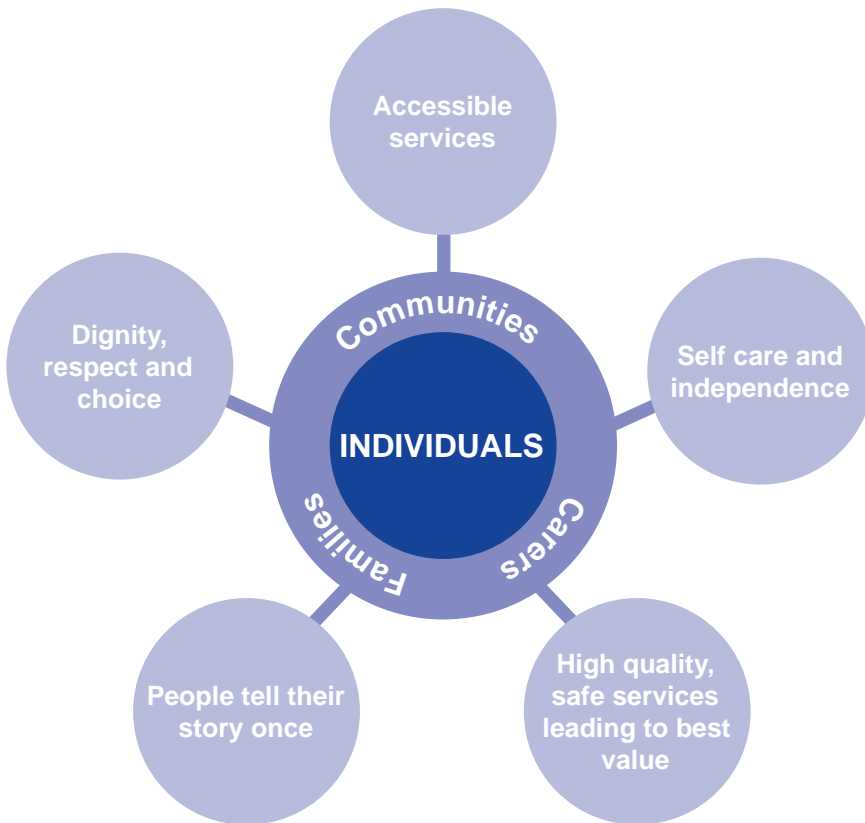 Accessible
services
Dignity,
respect and
choice
Communities
Self care and
independence
INDIVIDUALS
Families
Carers
People tell their
story once
High quality,
safe services
leading to best
value